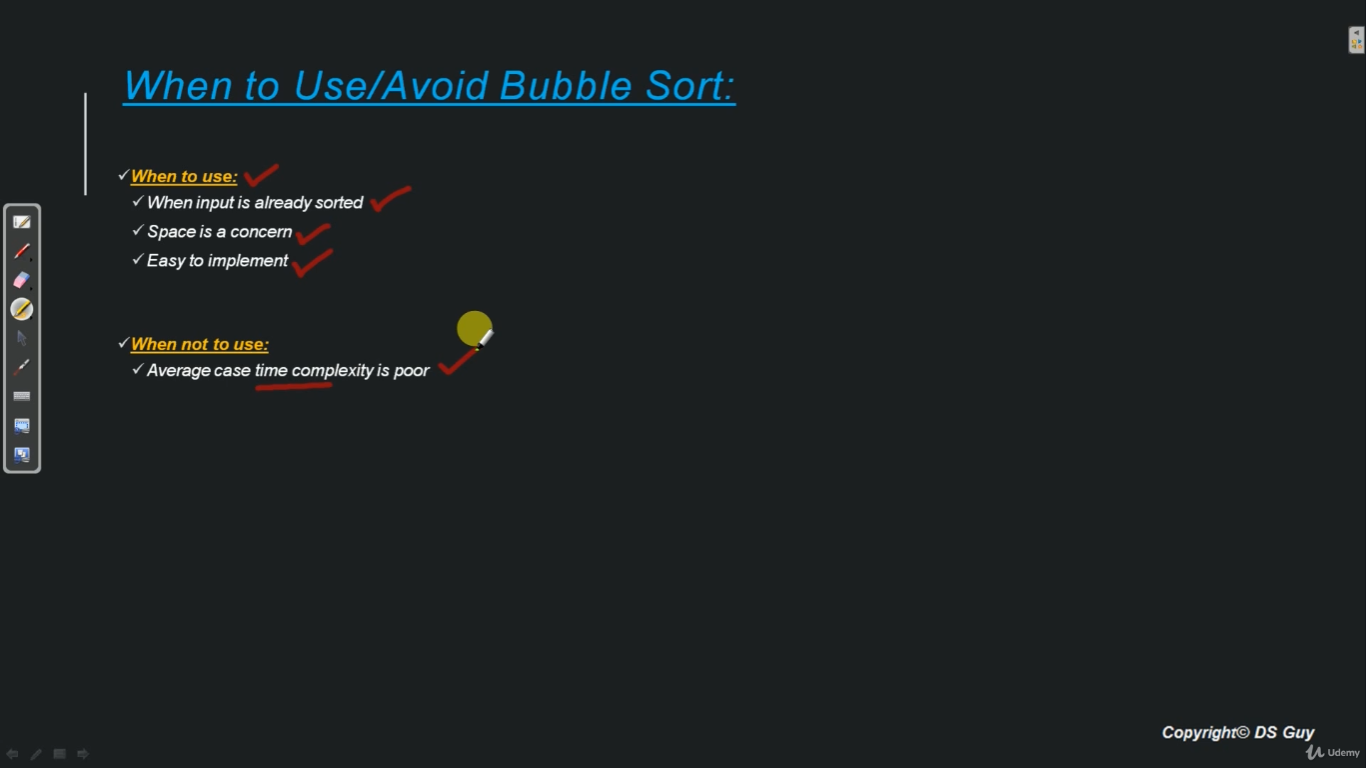 When to Use/Avoid Bubble Sort:
When to use:
When input is already sorted
Space is a concern
Easy to implement
When not to use:
Average case time complexity is poor
Copyright© DS Guy
Udemy